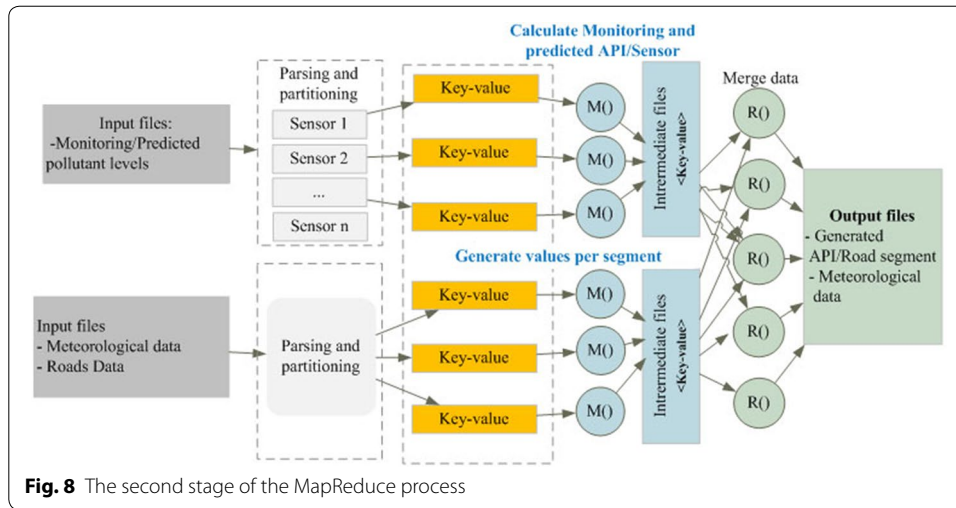 Calculate Monitoring and
predicted API/Sensor
Parsing and
partitioning
Sensor 1
Sensor 2
...
Sensor n
Input files:
-Monitoring/Predicted
pollutant levels
Key-value
Key-value
Key-value
M()
M()
M()
Intrermediate files
<Key-value>
Merge data
R()
R()
R()
R()
R()
Output files
- Generated
API/Road segment
- Meteorological
data
Generate values per segment
Input files
- Meteorological data
- Roads Data
Parsing and
partitioning
Key-value
Key-value
Key-value
M()
M()
M()
Intrermediate files
<Key-value>
Fig. 8 The second stage of the MapReduce process